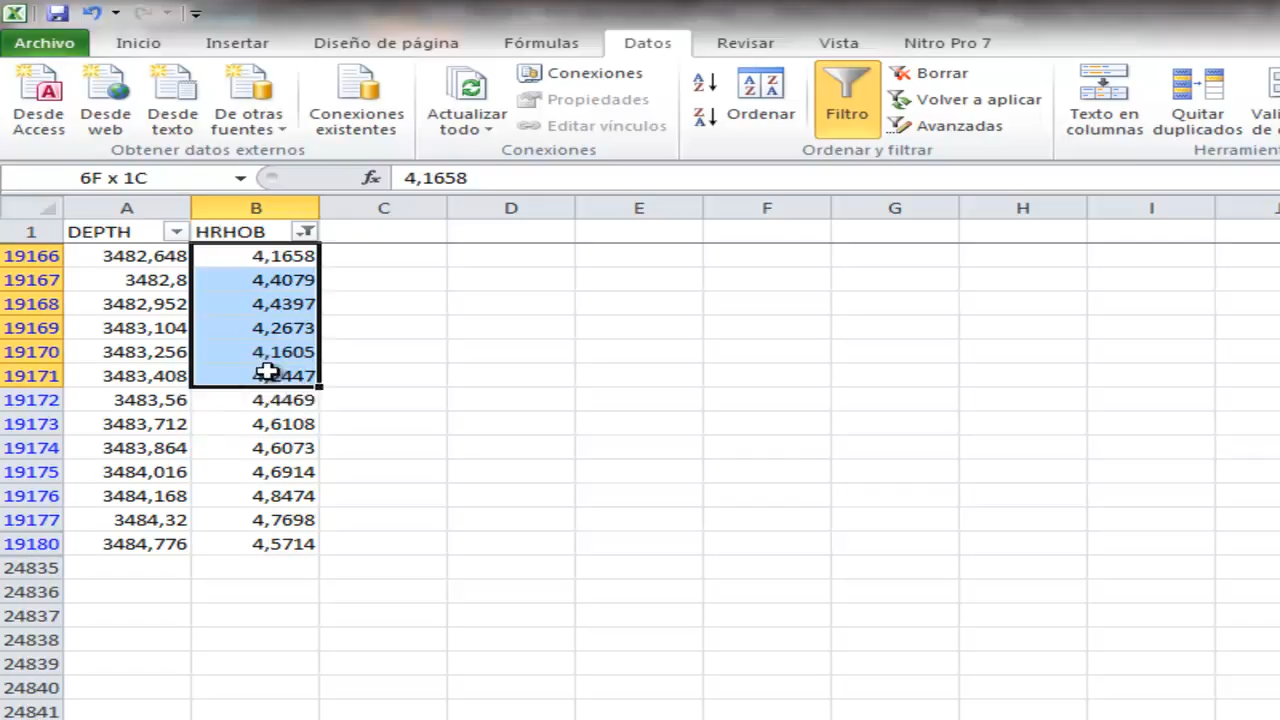 Archivo Inicio Insertar Diseño de página Fórmulas Datos Revisar Vista Nitro Pro 7
Desde Access
Desde web
Desde texto
De otras fuentes
Obtener datos externos
Conexiones existentes
Actualizar todo
Conexiones
Propiedades
Editar vínculos
Conexiones
Ordenar
Filtro
Borrar
Volver a aplicar
Avanzadas
Ordenar y filtrar
Texto en columnas
Quitar duplicados
6F x 1C fx 4,1658
A B C D E F G H I
1 DEPTH HRHOB
19166 3482,648 4,1658
19167 3482,8 4,4079
19168 3482,952 4,4397
19169 3483,104 4,2673
19170 3483,256 4,1605
19171 3483,408
19172 3483,56 4,4469
19173 3483,712 4,6108
19174 3483,864 4,6073
19175 3484,016 4,6914
19176 3484,168 4,8474
19177 3484,32 4,7698
19180 3484,776 4,5714
24835
24836
24837
24838
24839
24840
24841